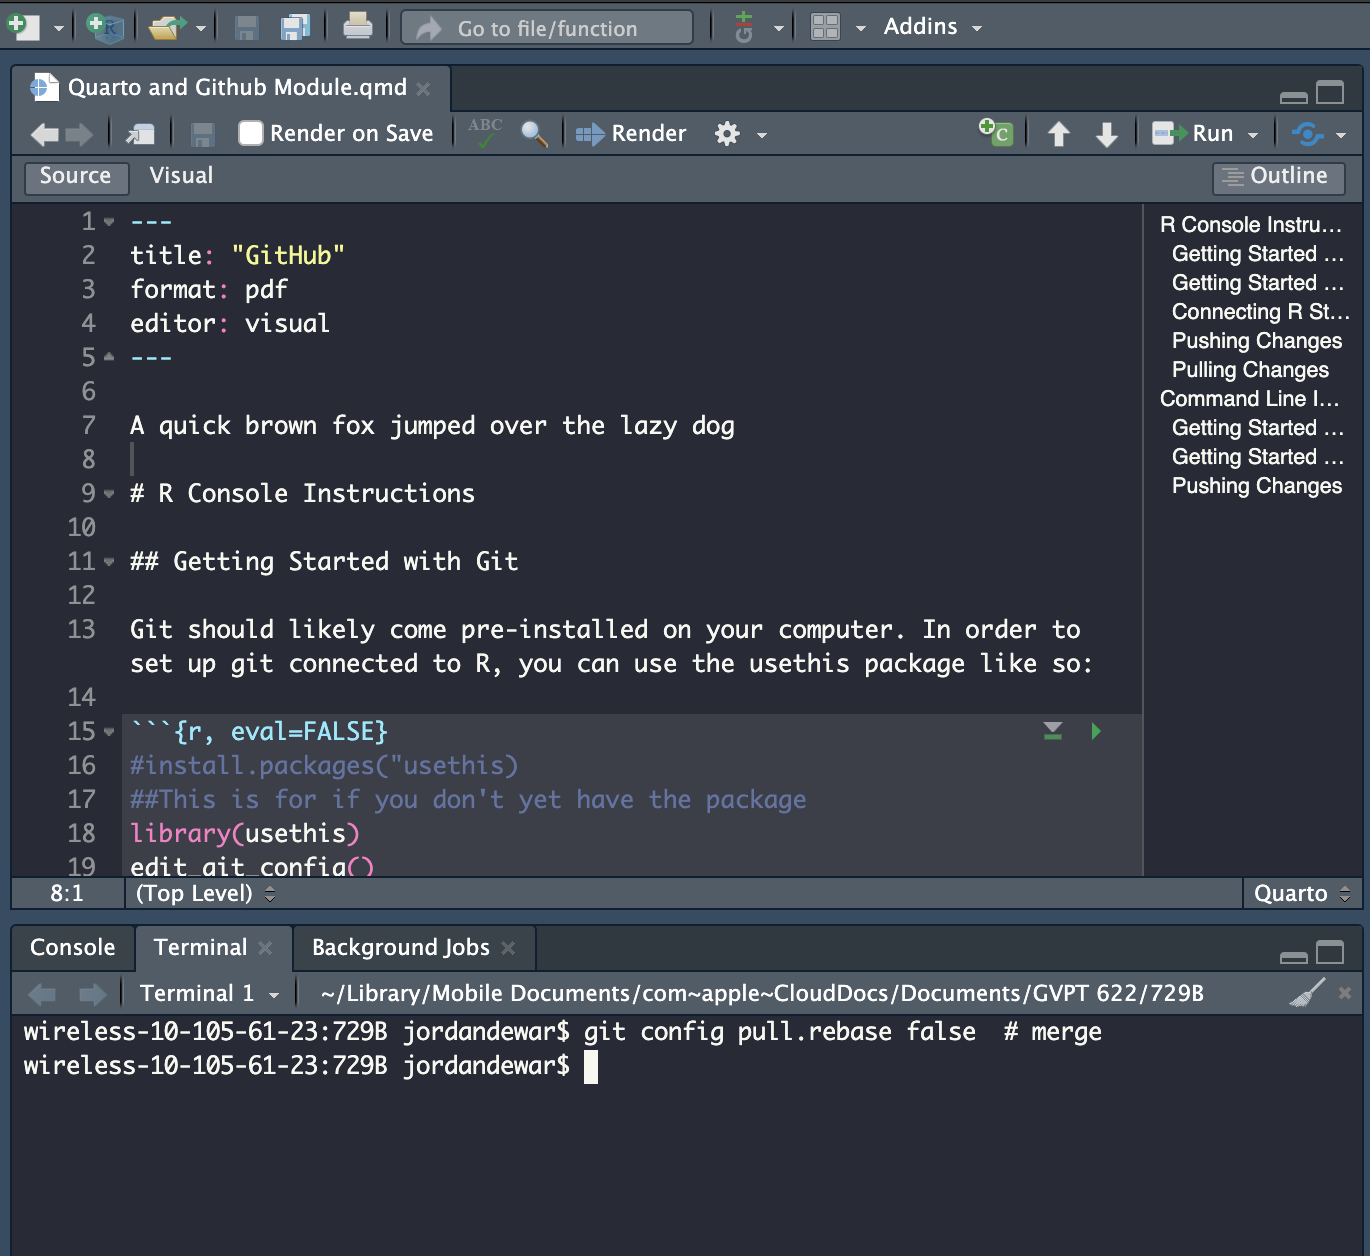 Go to file/function
Addins
Quarto and Github Module.qmd
Render on Save
ABC
Render
Run
Source
Visual
Outline
1 ---
2 title: "GitHub"
3 format: pdf
4 editor: visual
5 ---
6
7 A quick brown fox jumped over the lazy dog
8
9 # R Console Instructions
10
11 ## Getting Started with Git
12
13 Git should likely come pre-installed on your computer. In order to
set up git connected to R, you can use the usethis package like so:
14
15 ```{r, eval=FALSE}
16 #install.packages("usethis)
17 ##This is for if you don't yet have the package
18 library(usethis)
19 edit_git_config()
R Console Instru...
Getting Started ...
Getting Started ...
Connecting R St...
Pushing Changes
Pulling Changes
Command Line I...
Getting Started ...
Getting Started ...
Pushing Changes
8:1
(Top Level)
Quarto
Console
Terminal
Background Jobs
Terminal 1
~/Library/Mobile Documents/com~apple~CloudDocs/Documents/GVPT 622/729B
wireless-10-105-61-23:729B jordandewar$ git config pull.rebase false  # merge
wireless-10-105-61-23:729B jordandewar$